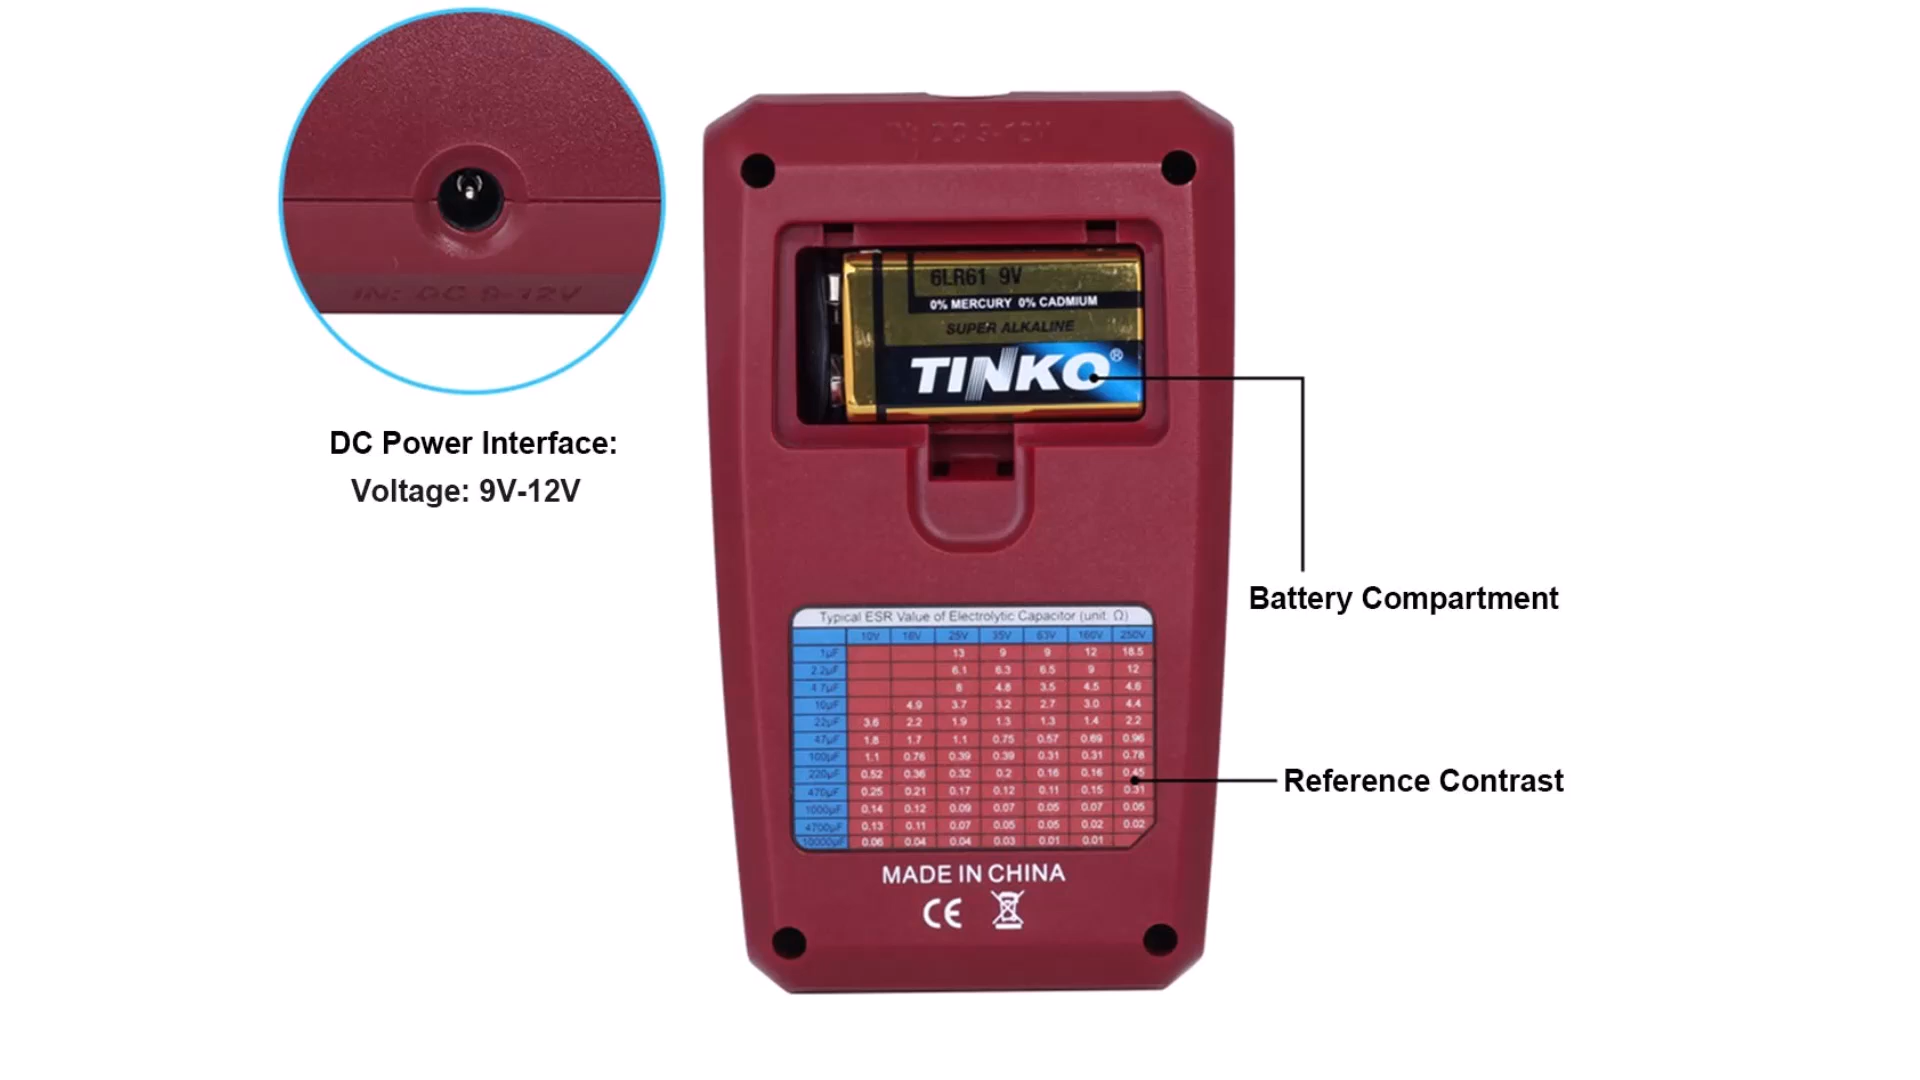 IN: DC 9-12V
DC Power Interface:
Voltage: 9V-12V
IN: DC 9-12V
6LR61 9V
0% MERCURY 0% CADMIUM
SUPER ALKALINE
TINKO®
Battery Compartment
Typical ESR Value of Electrolytic Capacitor (unit: Ω)
10V 16V 25V 35V 63V 160V 250V
1µF 13 9 9 12 18.5
2.2µF 6.1 6.3 6.5 9 12
4.7µF 6 4.6 3.5 4.5 4.6
10µF 4.9 3.7 3.2 2.7 3.0 4.4
22µF 3.6 2.2 1.9 1.3 1.3 1.4 2.2
47µF 1.8 1.7 1.1 0.75 0.57 0.69 0.96
100µF 1.1 0.76 0.39 0.39 0.31 0.31 0.78
220µF 0.52 0.36 0.32 0.2 0.16 0.16 0.45
470µF 0.25 0.21 0.17 0.12 0.11 0.15 0.31
1000µF 0.14 0.12 0.09 0.07 0.05 0.07 0.05
4700µF 0.13 0.11 0.07 0.05 0.05 0.02 0.02
10000µF 0.06 0.04 0.04 0.03 0.01 0.01
Reference Contrast
MADE IN CHINA
CE